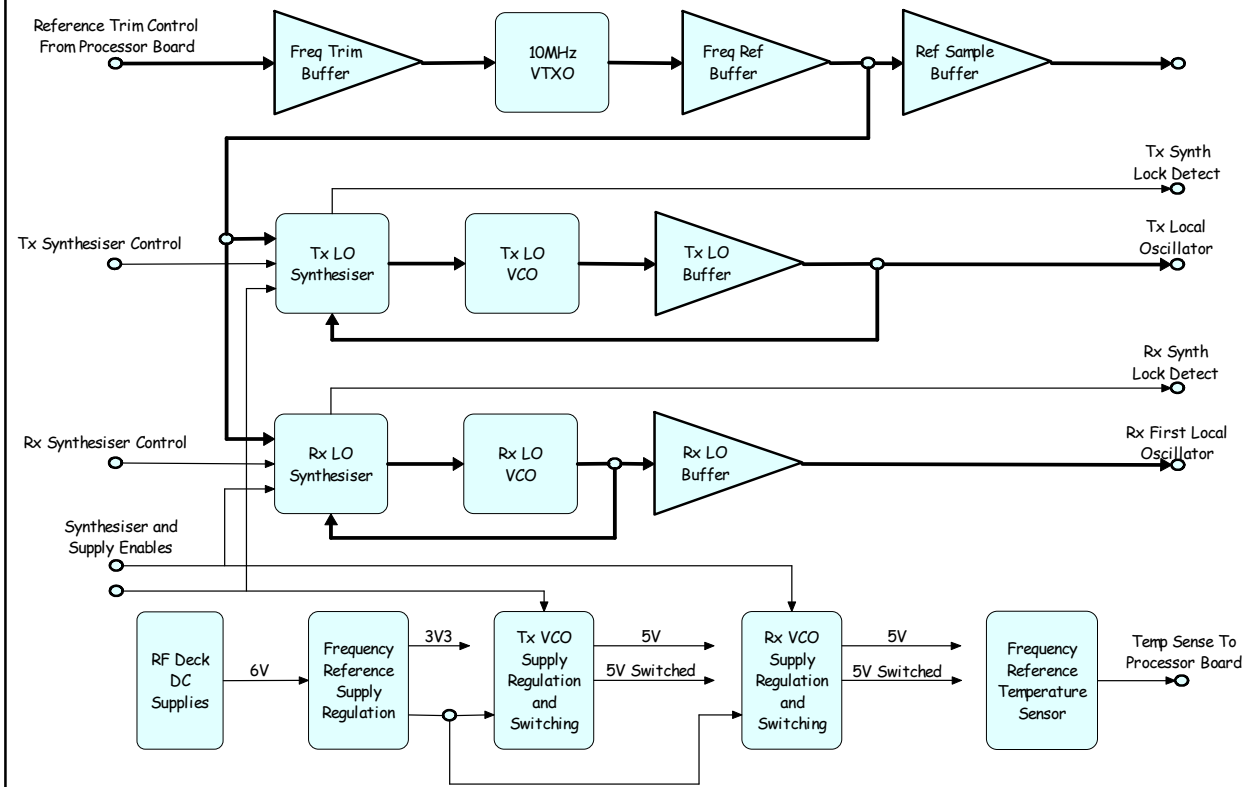 Reference Trim Control
From Processor Board
Freq Trim
Buffer
10MHz
VTXO
Freq Ref
Buffer
Ref Sample
Buffer
Tx Synth
Lock Detect
Tx Synthesiser Control
Tx LO
Synthesiser
Tx LO
VCO
Tx LO
Buffer
Tx Local
Oscillator
Rx Synth
Lock Detect
Rx Synthesiser Control
Rx LO
Synthesiser
Rx LO
VCO
Rx LO
Buffer
Rx First Local
Oscillator
Synthesiser and
Supply Enables
RF Deck
DC
Supplies
6V
Frequency
Reference
Supply
Regulation
3V3
Tx VCO
Supply
Regulation
and
Switching
5V
5V Switched
Rx VCO
Supply
Regulation
and
Switching
5V
5V Switched
Frequency
Reference
Temperature
Sensor
Temp Sense To
Processor Board